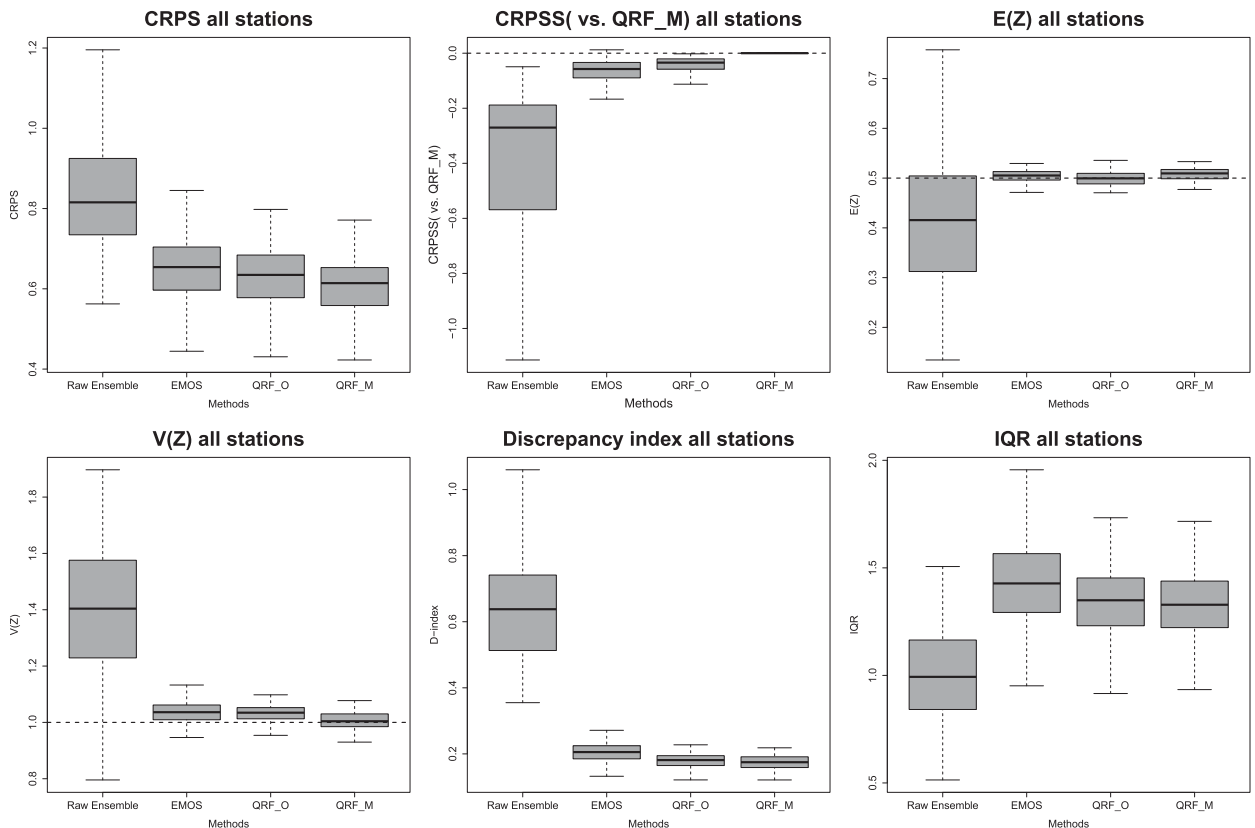 CRPS all stations
CRPS
1.2
1.0
0.8
0.6
0.4
Raw Ensemble EMOS QRF_O QRF_M
Methods
CRPSS( vs. QRF_M) all stations
CRPSS( vs. QRF_M)
0.0
−0.2
−0.4
−0.6
−0.8
−1.0
Raw Ensemble EMOS QRF_O QRF_M
Methods
E(Z) all stations
E(Z)
0.7
0.6
0.5
0.4
0.3
0.2
Raw Ensemble EMOS QRF_O QRF_M
Methods
V(Z) all stations
V(Z)
1.8
1.6
1.4
1.2
1.0
0.8
Raw Ensemble EMOS QRF_O QRF_M
Methods
Discrepancy index all stations
D−index
1.0
0.8
0.6
0.4
0.2
Raw Ensemble EMOS QRF_O QRF_M
Methods
IQR all stations
IQR
2.0
1.5
1.0
0.5
Raw Ensemble EMOS QRF_O QRF_M
Methods